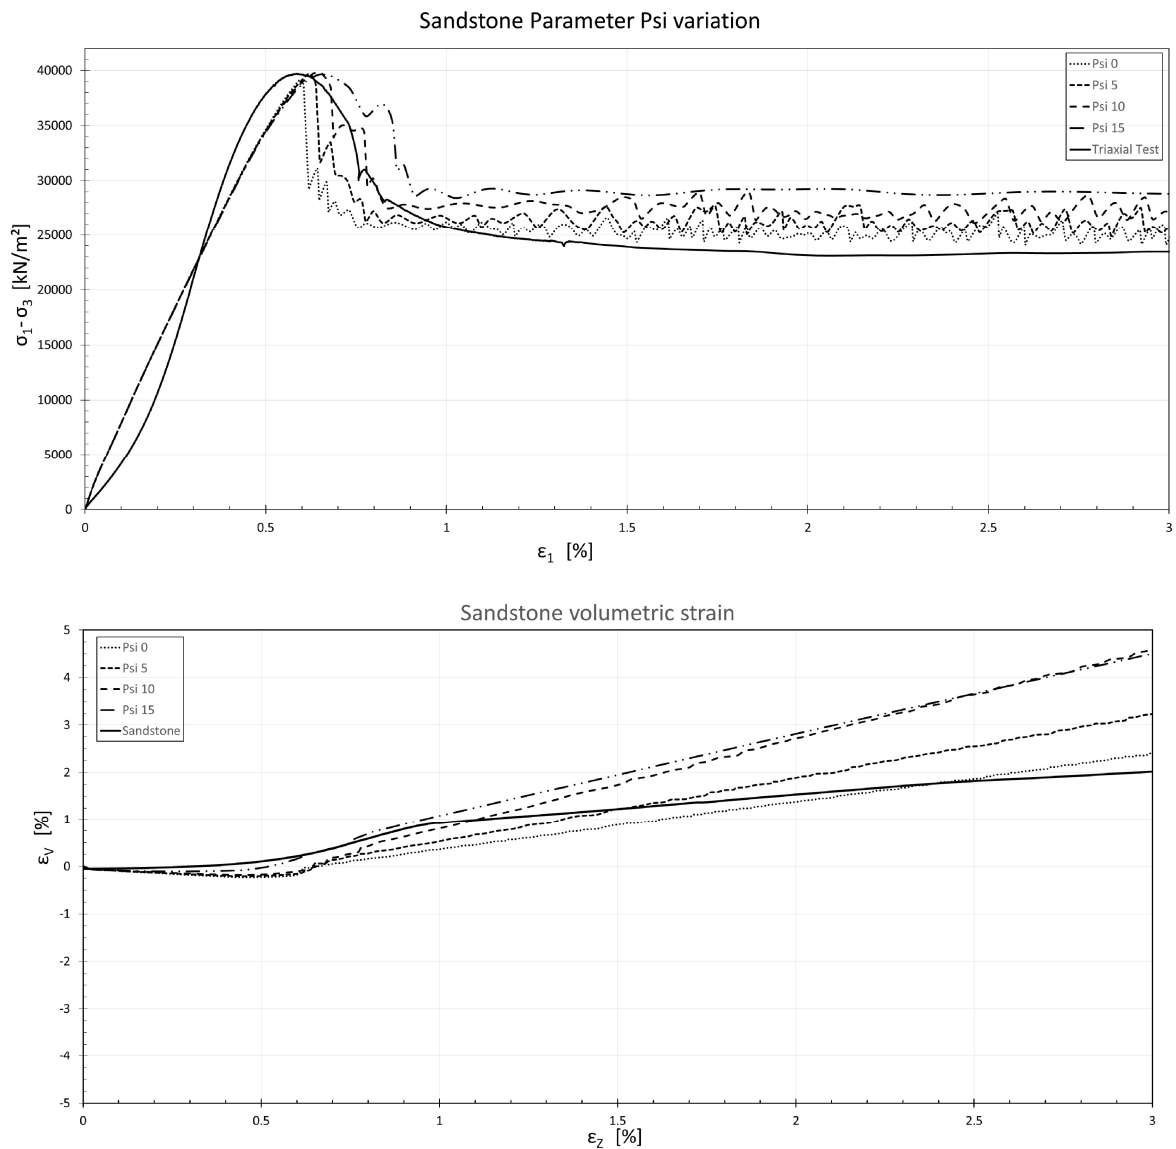 Sandstone Parameter Psi variation
40000
35000
30000
25000
20000
15000
10000
5000
0
σ1- σ3 [kN/m²]
Psi 0
Psi 5
Psi 10
Psi 15
Triaxial Test
0 0.5 1 1.5 2 2.5 3
ε1 [%]
Sandstone volumetric strain
5
4
3
2
1
0
-1
-2
-3
-4
-5
εV [%]
Psi 0
Psi 5
Psi 10
Psi 15
Sandstone
0 0.5 1 1.5 2 2.5 3
εZ [%]